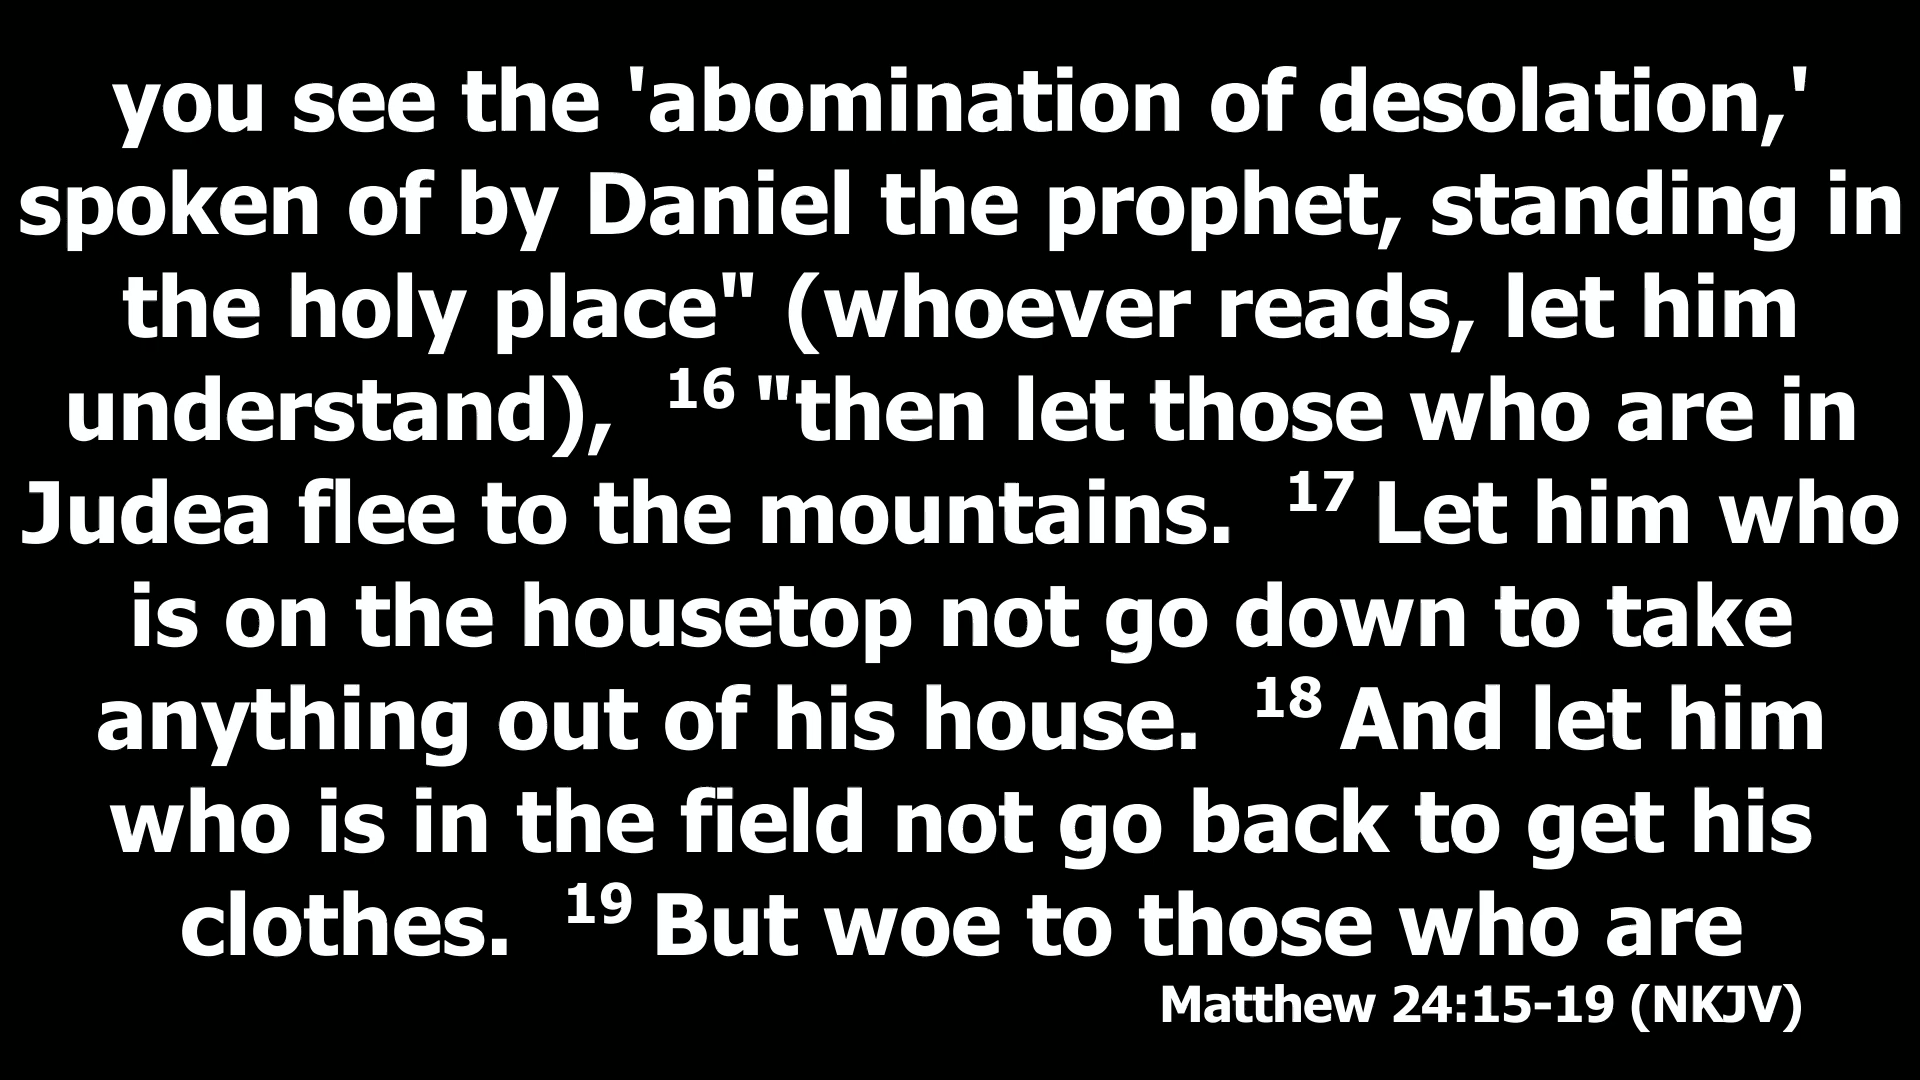 you see the 'abomination of desolation,'
spoken of by Daniel the prophet, standing in
the holy place" (whoever reads, let him
understand), 16 "then let those who are in
Judea flee to the mountains. 17 Let him who
is on the housetop not go down to take
anything out of his house. 18 And let him
who is in the field not go back to get his
clothes. 19 But woe to those who are
Matthew 24:15-19 (NKJV)